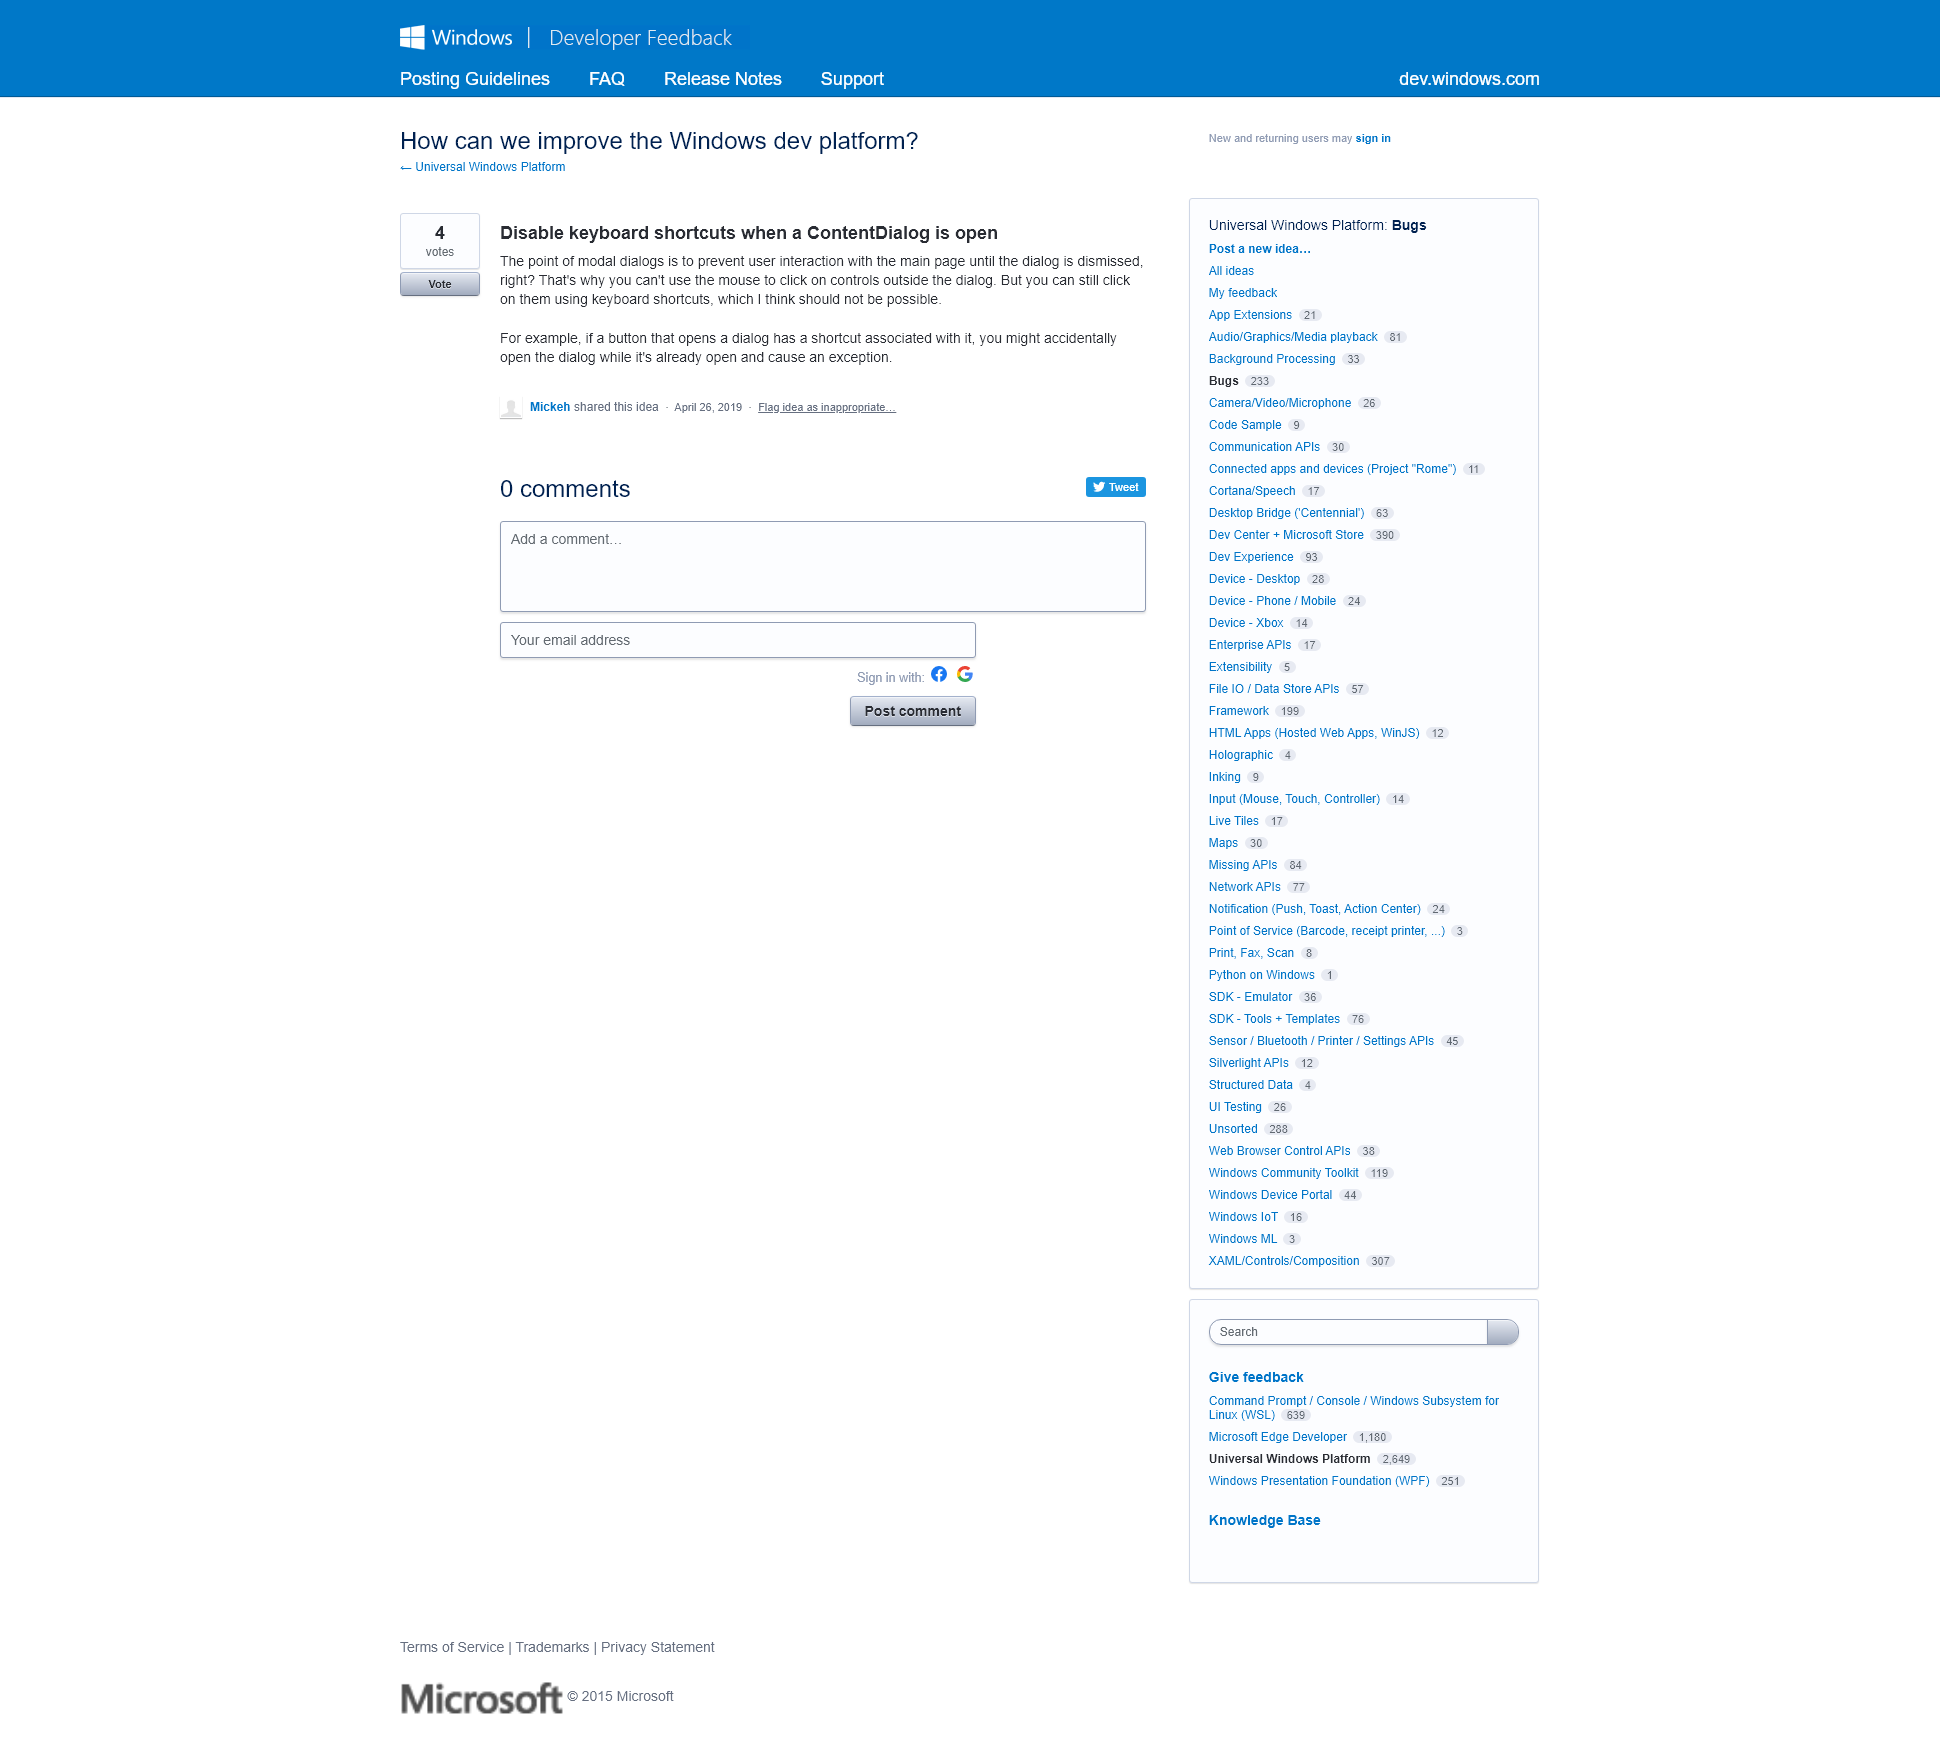 Windows | Developer Feedback
Posting Guidelines FAQ Release Notes Support dev.windows.com
How can we improve the Windows dev platform?
← Universal Windows Platform
New and returning users may sign in
4
votes
Vote
Disable keyboard shortcuts when a ContentDialog is open
The point of modal dialogs is to prevent user interaction with the main page until the dialog is dismissed,
right? That's why you can't use the mouse to click on controls outside the dialog. But you can still click
on them using keyboard shortcuts, which I think should not be possible.
For example, if a button that opens a dialog has a shortcut associated with it, you might accidentally
open the dialog while it's already open and cause an exception.
Mickeh shared this idea · April 26, 2019 · Flag idea as inappropriate…
0 comments
Tweet
Add a comment…
Your email address
Sign in with:
Post comment
Universal Windows Platform: Bugs
Post a new idea…
All ideas
My feedback
App Extensions 21
Audio/Graphics/Media playback 81
Background Processing 33
Bugs 233
Camera/Video/Microphone 26
Code Sample 9
Communication APIs 30
Connected apps and devices (Project "Rome") 11
Cortana/Speech 17
Desktop Bridge ('Centennial') 63
Dev Center + Microsoft Store 390
Dev Experience 93
Device - Desktop 28
Device - Phone / Mobile 24
Device - Xbox 14
Enterprise APIs 17
Extensibility 5
File IO / Data Store APIs 57
Framework 199
HTML Apps (Hosted Web Apps, WinJS) 12
Holographic 4
Inking 9
Input (Mouse, Touch, Controller) 14
Live Tiles 17
Maps 30
Missing APIs 84
Network APIs 77
Notification (Push, Toast, Action Center) 24
Point of Service (Barcode, receipt printer, ...) 3
Print, Fax, Scan 8
Python on Windows 1
SDK - Emulator 36
SDK - Tools + Templates 76
Sensor / Bluetooth / Printer / Settings APIs 45
Silverlight APIs 12
Structured Data 4
UI Testing 26
Unsorted 288
Web Browser Control APIs 38
Windows Community Toolkit 119
Windows Device Portal 44
Windows IoT 16
Windows ML 3
XAML/Controls/Composition 307
Search
Give feedback
Command Prompt / Console / Windows Subsystem for
Linux (WSL) 639
Microsoft Edge Developer 1,180
Universal Windows Platform 2,649
Windows Presentation Foundation (WPF) 251
Knowledge Base
Terms of Service | Trademarks | Privacy Statement
Microsoft © 2015 Microsoft